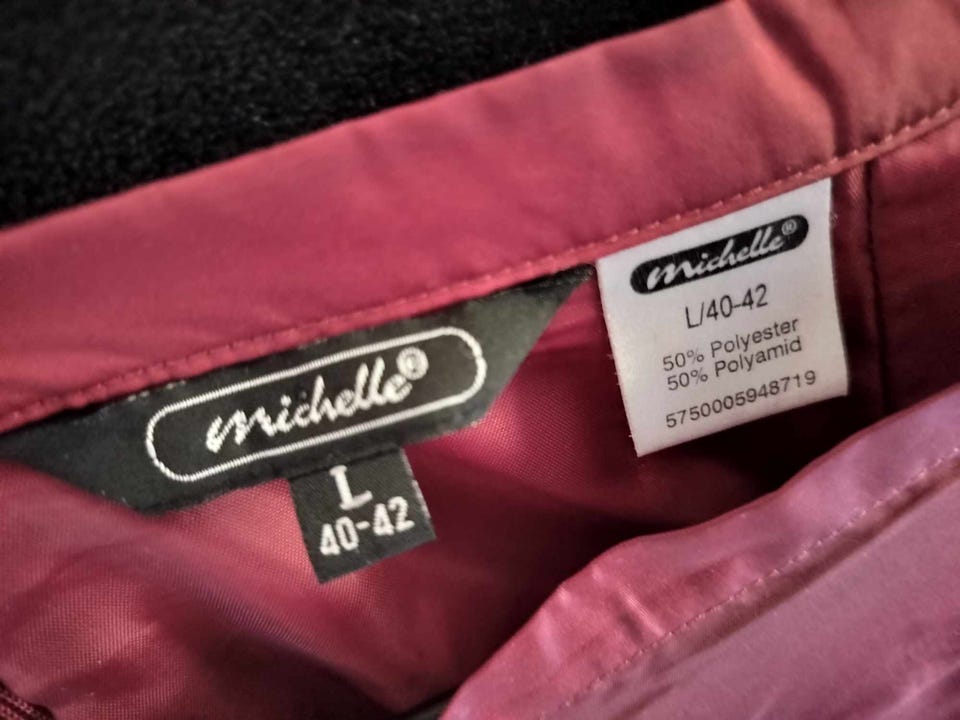 michelle®
L
40-42
michelle®
L/40-42
50% Polyester
50% Polyamid
5750005948719